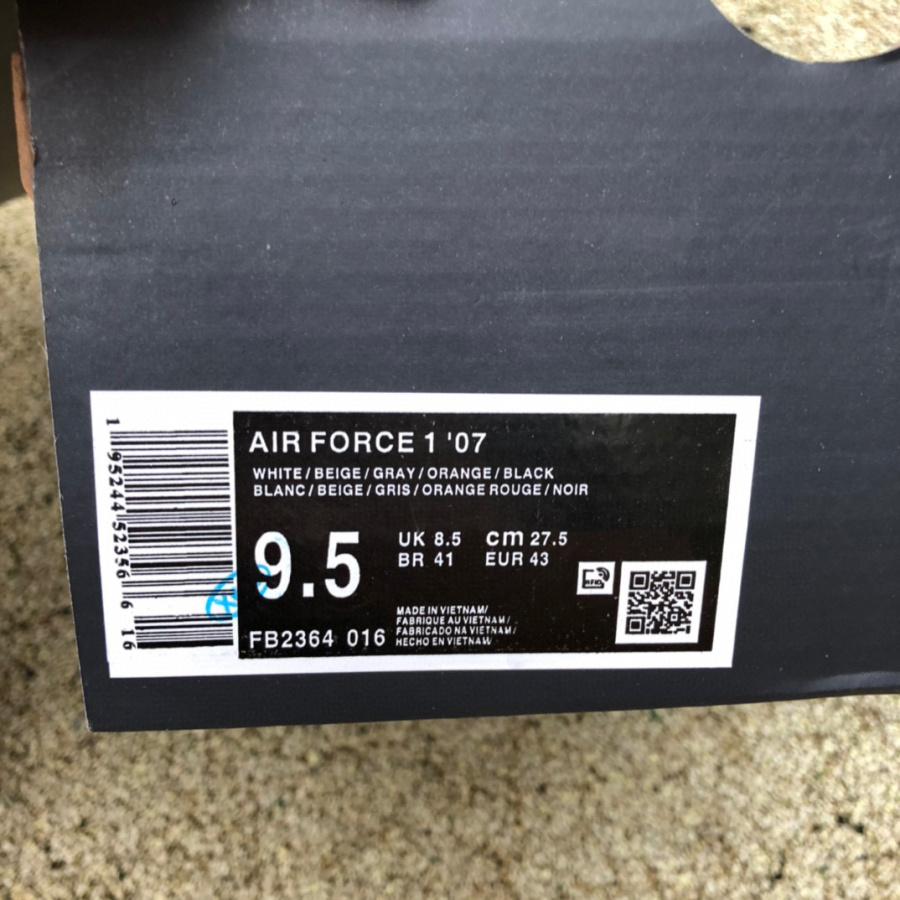 AIR FORCE 1 '07
WHITE / BEIGE / GRAY / ORANGE / BLACK
BLANC / BEIGE / GRIS / ORANGE ROUGE / NOIR
9.5
UK 8.5 cm 27.5
BR 41 EUR 43
RFID
FB2364 016
MADE IN VIETNAM/
FABRIQUE AU VIETNAM/
FABRICADO NA VIETNAM/
HECHO EN VIETNAM
1 95244 52356 6 16